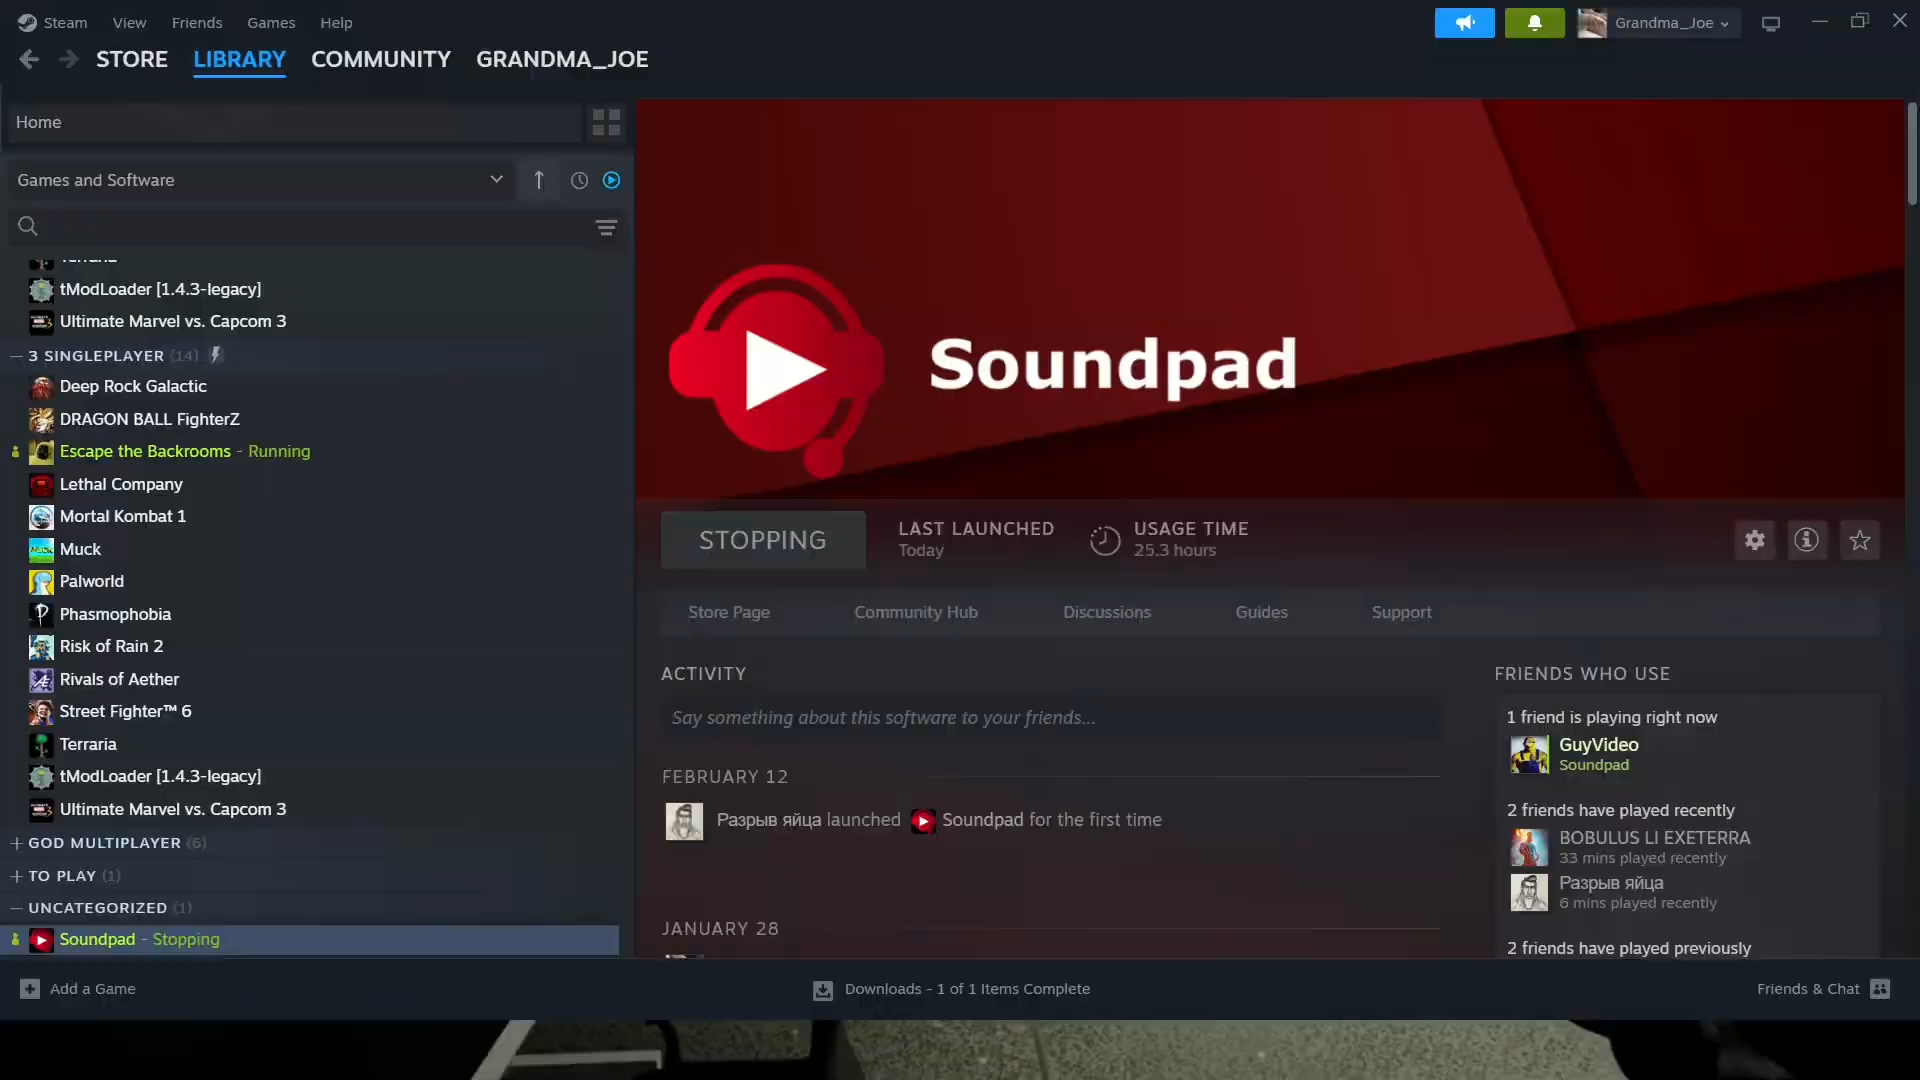 Steam
View
Friends
Games
Help
Grandma_Joe
STORE
LIBRARY
COMMUNITY
GRANDMA_JOE
Home
Games and Software
Terraria
tModLoader [1.4.3-legacy]
Ultimate Marvel vs. Capcom 3
— 3 SINGLEPLAYER (14)
Deep Rock Galactic
DRAGON BALL FighterZ
Escape the Backrooms - Running
Lethal Company
Mortal Kombat 1
Muck
Palworld
Phasmophobia
Risk of Rain 2
Rivals of Aether
Street Fighter™ 6
Terraria
tModLoader [1.4.3-legacy]
Ultimate Marvel vs. Capcom 3
+ GOD MULTIPLAYER (6)
+ TO PLAY (1)
— UNCATEGORIZED (1)
Soundpad - Stopping
Soundpad
STOPPING
LAST LAUNCHED
Today
USAGE TIME
25.3 hours
Store Page
Community Hub
Discussions
Guides
Support
ACTIVITY
Say something about this software to your friends...
FEBRUARY 12
Разрыв яйца launched Soundpad for the first time
JANUARY 28
FRIENDS WHO USE
1 friend is playing right now
GuyVideo
Soundpad
2 friends have played recently
BOBULUS LI EXETERRA
33 mins played recently
Разрыв яйца
6 mins played recently
2 friends have played previously
Add a Game
Downloads - 1 of 1 Items Complete
Friends & Chat